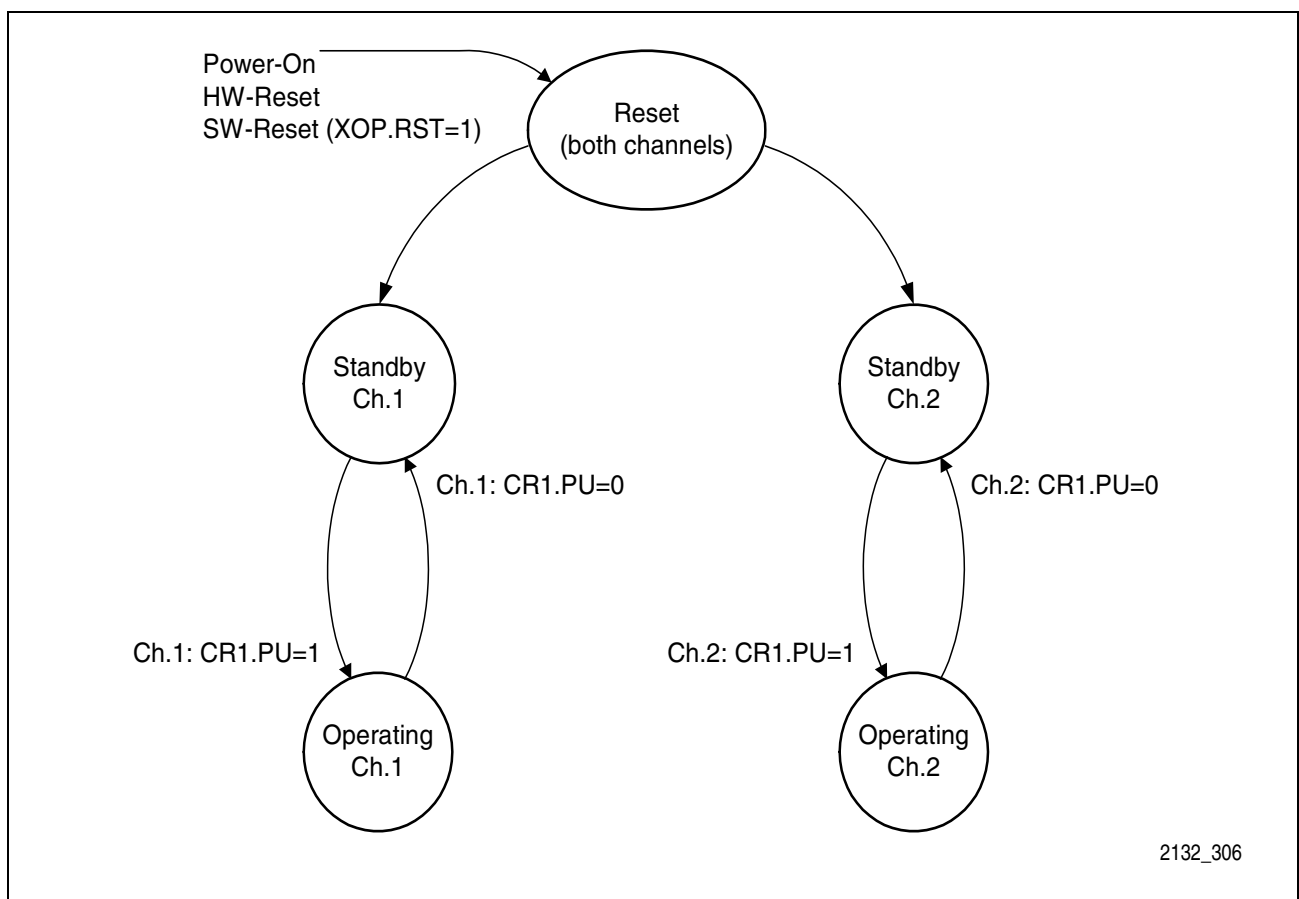 Power-On
HW-Reset
SW-Reset (XOP.RST=1)
Reset
(both channels)
Standby
Ch.1
Standby
Ch.2
Ch.1: CR1.PU=0
Ch.2: CR1.PU=0
Ch.1: CR1.PU=1
Ch.2: CR1.PU=1
Operating
Ch.1
Operating
Ch.2
2132_306